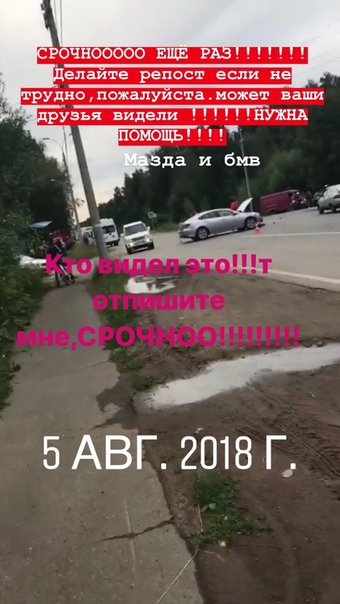 СРОЧНООООО ЕЩЕ РАЗ!!!!!!!
Делайте репост если не
трудно,пожалуйста.может ваши
друзья видели !!!!!!НУЖНА
ПОМОЩЬ!!!!
Мазда и бмв
Кто видел это!!!т
отпишите
мне,СРОЧНОО!!!!!!!!!
5 АВГ. 2018 Г.